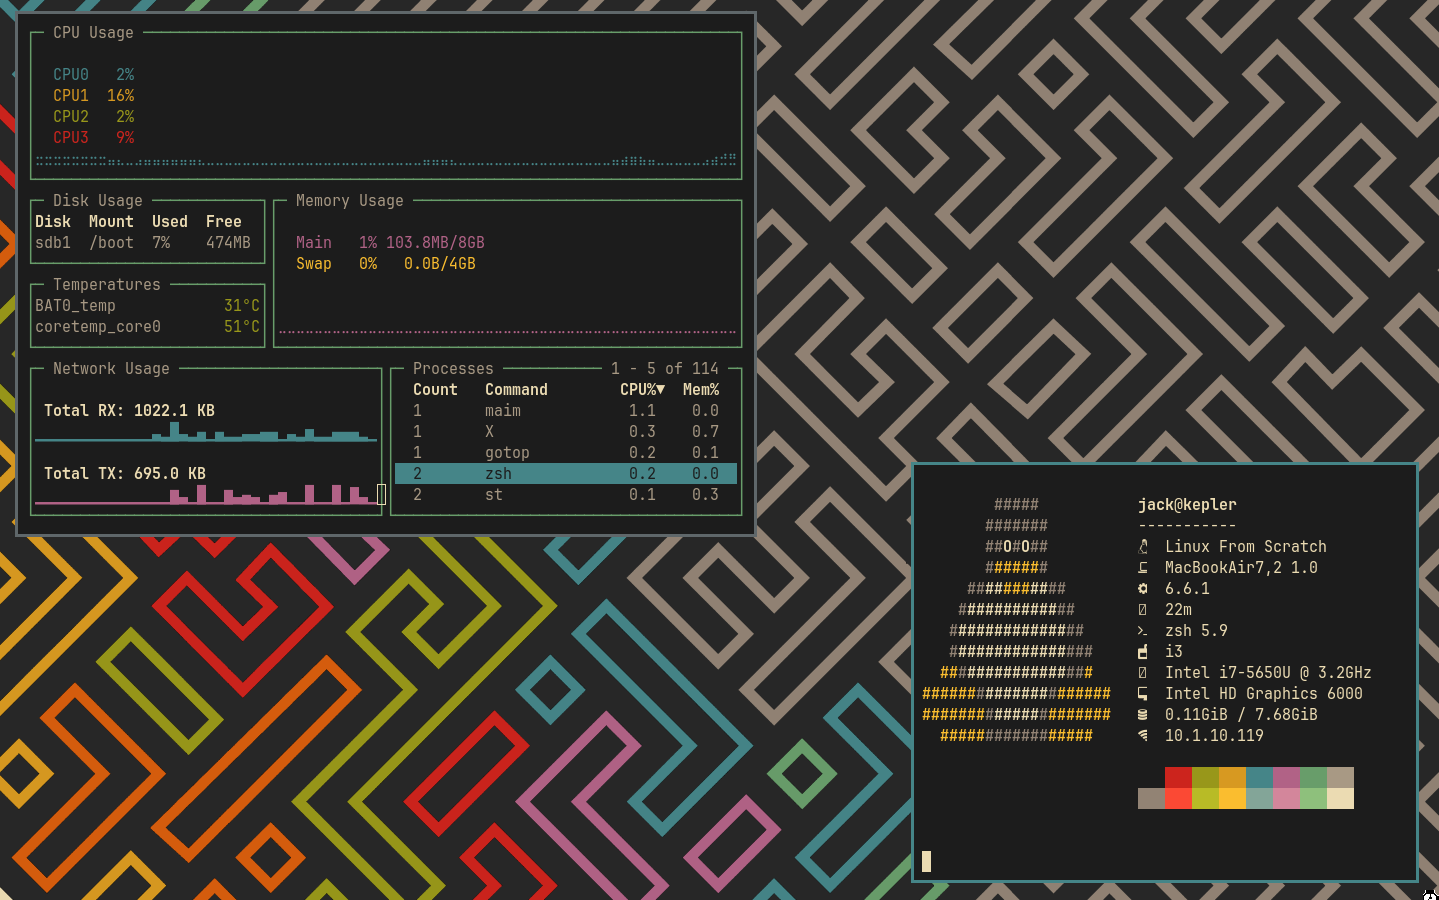 CPU Usage
CPU0 2%
CPU1 16%
CPU2 2%
CPU3 9%
Disk Usage
Disk Mount Used Free
sdb1 /boot 7% 474MB
Memory Usage
Main 1% 103.8MB/8GB
Swap 0% 0.0B/4GB
Temperatures
BAT0_temp 31°C
coretemp_core0 51°C
Network Usage
Total RX: 1022.1 KB
Total TX: 695.0 KB
Processes 1 - 5 of 114
Count Command CPU%▼ Mem%
1 maim 1.1 0.0
1 X 0.3 0.7
1 gotop 0.2 0.1
2 zsh 0.2 0.0
2 st 0.1 0.3
#####
#######
##O#O##
#######
###########
#############
###############
################
#################
#####################
#####################
#################
jack@kepler
-----------
Linux From Scratch
MacBookAir7,2 1.0
6.6.1
22m
zsh 5.9
i3
Intel i7-5650U @ 3.2GHz
Intel HD Graphics 6000
0.11GiB / 7.68GiB
10.1.10.119